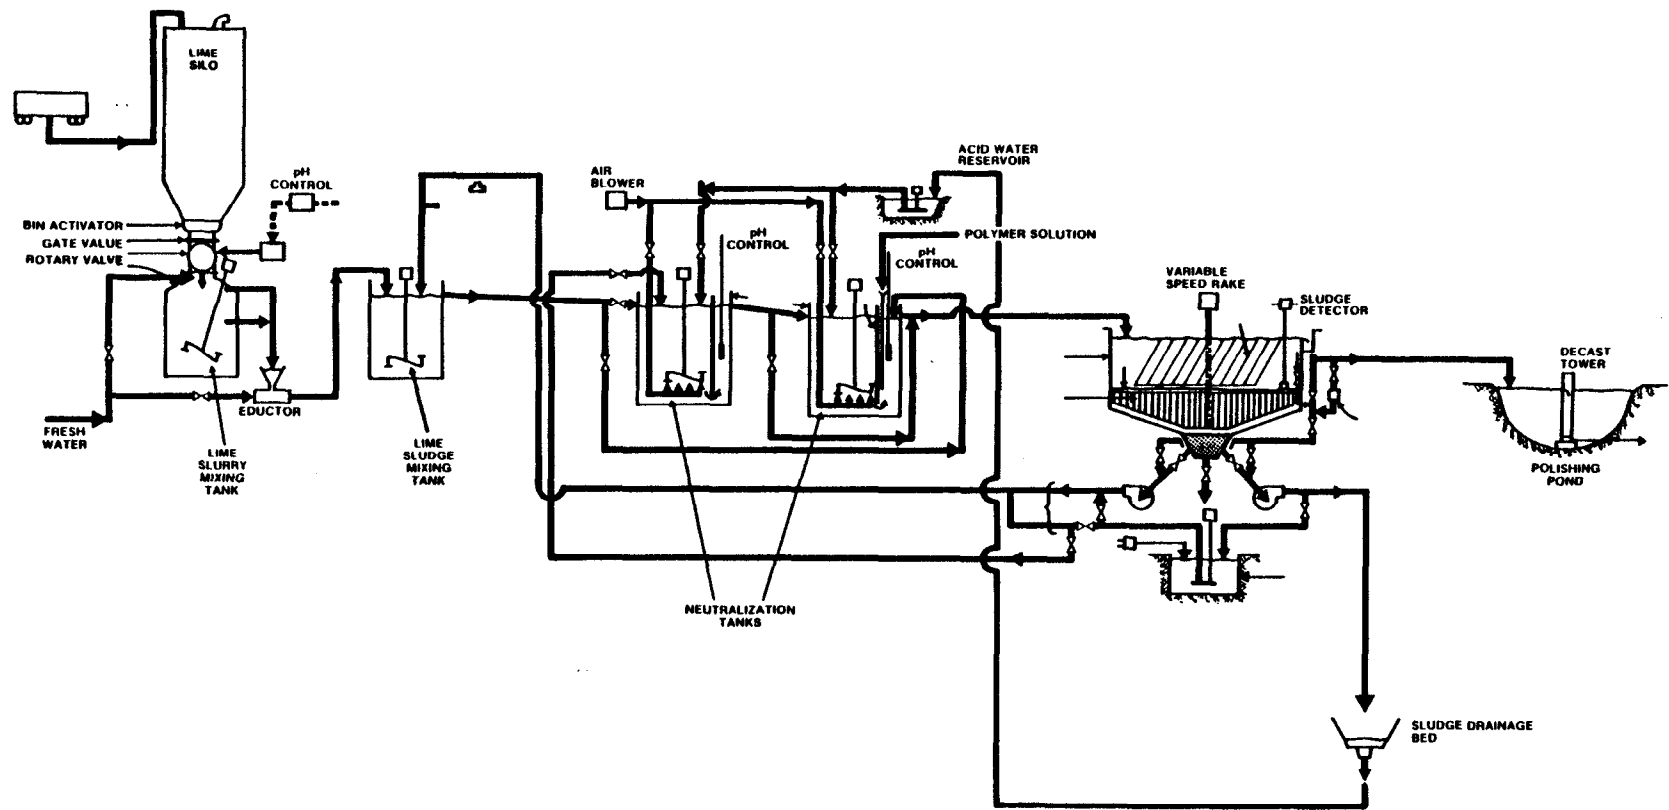 LIME
SILO
pH
CONTROL
BIN ACTIVATOR
GATE VALUE
ROTARY VALVE
FRESH
WATER
EDUCTOR
LIME
SLURRY
MIXING
TANK
LIME
SLUDGE
MIXING
TANK
AIR
BLOWER
ACID WATER
RESERVOIR
pH
CONTROL
POLYMER SOLUTION
pH
CONTROL
NEUTRALIZATION
TANKS
VARIABLE
SPEED RAKE
SLUDGE
DETECTOR
DECAST
TOWER
POLISHING
POND
SLUDGE DRAINAGE
BED